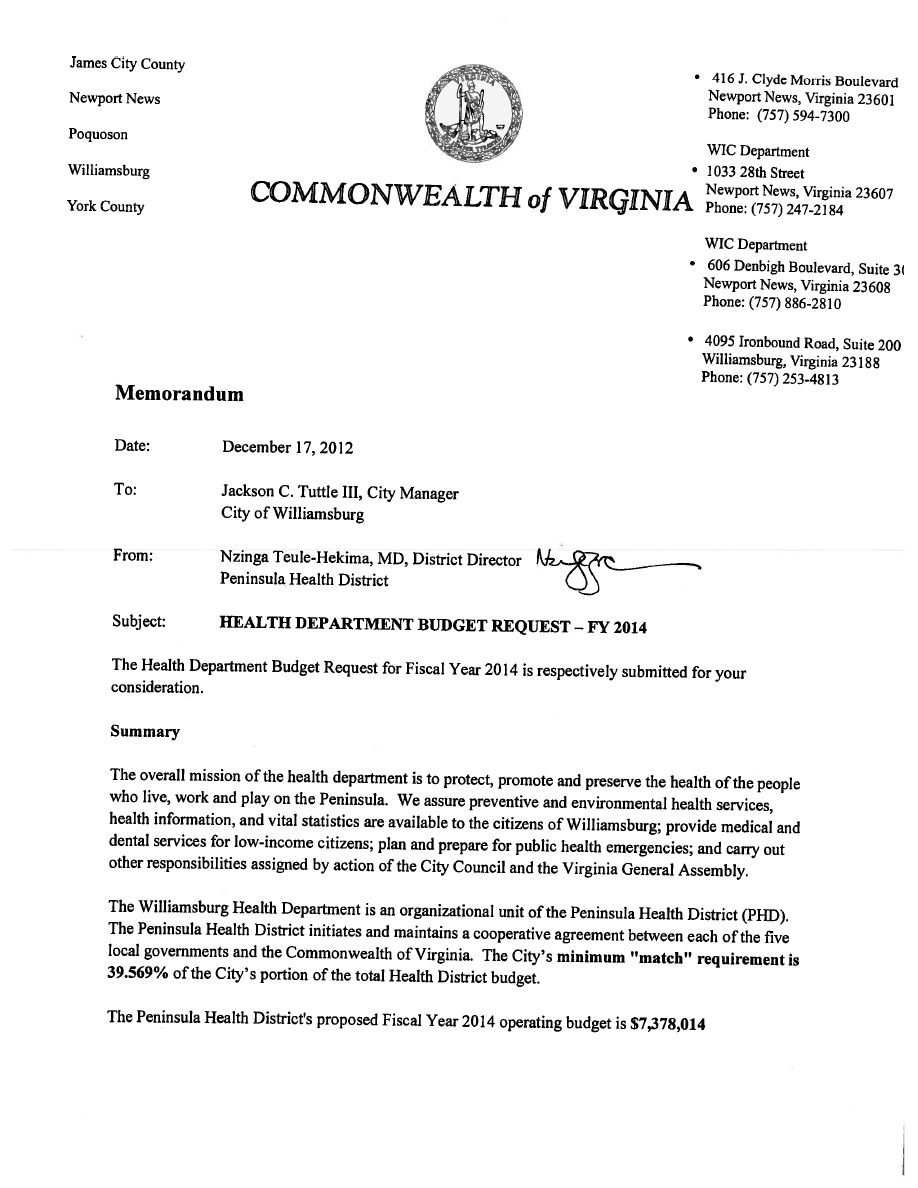 James City County
Newport News
Poquoson
Williamsburg
York County
VIRGINIA
COMMONWEALTH of VIRGINIA
• 416 J. Clyde Morris Boulevard
Newport News, Virginia 23601
Phone: (757) 594-7300
WIC Department
• 1033 28th Street
Newport News, Virginia 23607
Phone: (757) 247-2184
WIC Department
• 606 Denbigh Boulevard, Suite
Newport News, Virginia 23608
Phone: (757) 886-2810
• 4095 Ironbound Road, Suite 200
Williamsburg, Virginia 23188
Phone: (757) 253-4813
Memorandum
Date: December 17, 2012
To: Jackson C. Tuttle III, City Manager
City of Williamsburg
From: Nzinga Teule-Hekima, MD, District Director
Peninsula Health District
Subject: HEALTH DEPARTMENT BUDGET REQUEST – FY 2014
The Health Department Budget Request for Fiscal Year 2014 is respectively submitted for your
consideration.
Summary
The overall mission of the health department is to protect, promote and preserve the health of the people
who live, work and play on the Peninsula. We assure preventive and environmental health services,
health information, and vital statistics are available to the citizens of Williamsburg; provide medical and
dental services for low-income citizens; plan and prepare for public health emergencies; and carry out
other responsibilities assigned by action of the City Council and the Virginia General Assembly.
The Williamsburg Health Department is an organizational unit of the Peninsula Health District (PHD).
The Peninsula Health District initiates and maintains a cooperative agreement between each of the five
local governments and the Commonwealth of Virginia. The City's minimum "match" requirement is
39.569% of the City's portion of the total Health District budget.
The Peninsula Health District's proposed Fiscal Year 2014 operating budget is $7,378,014